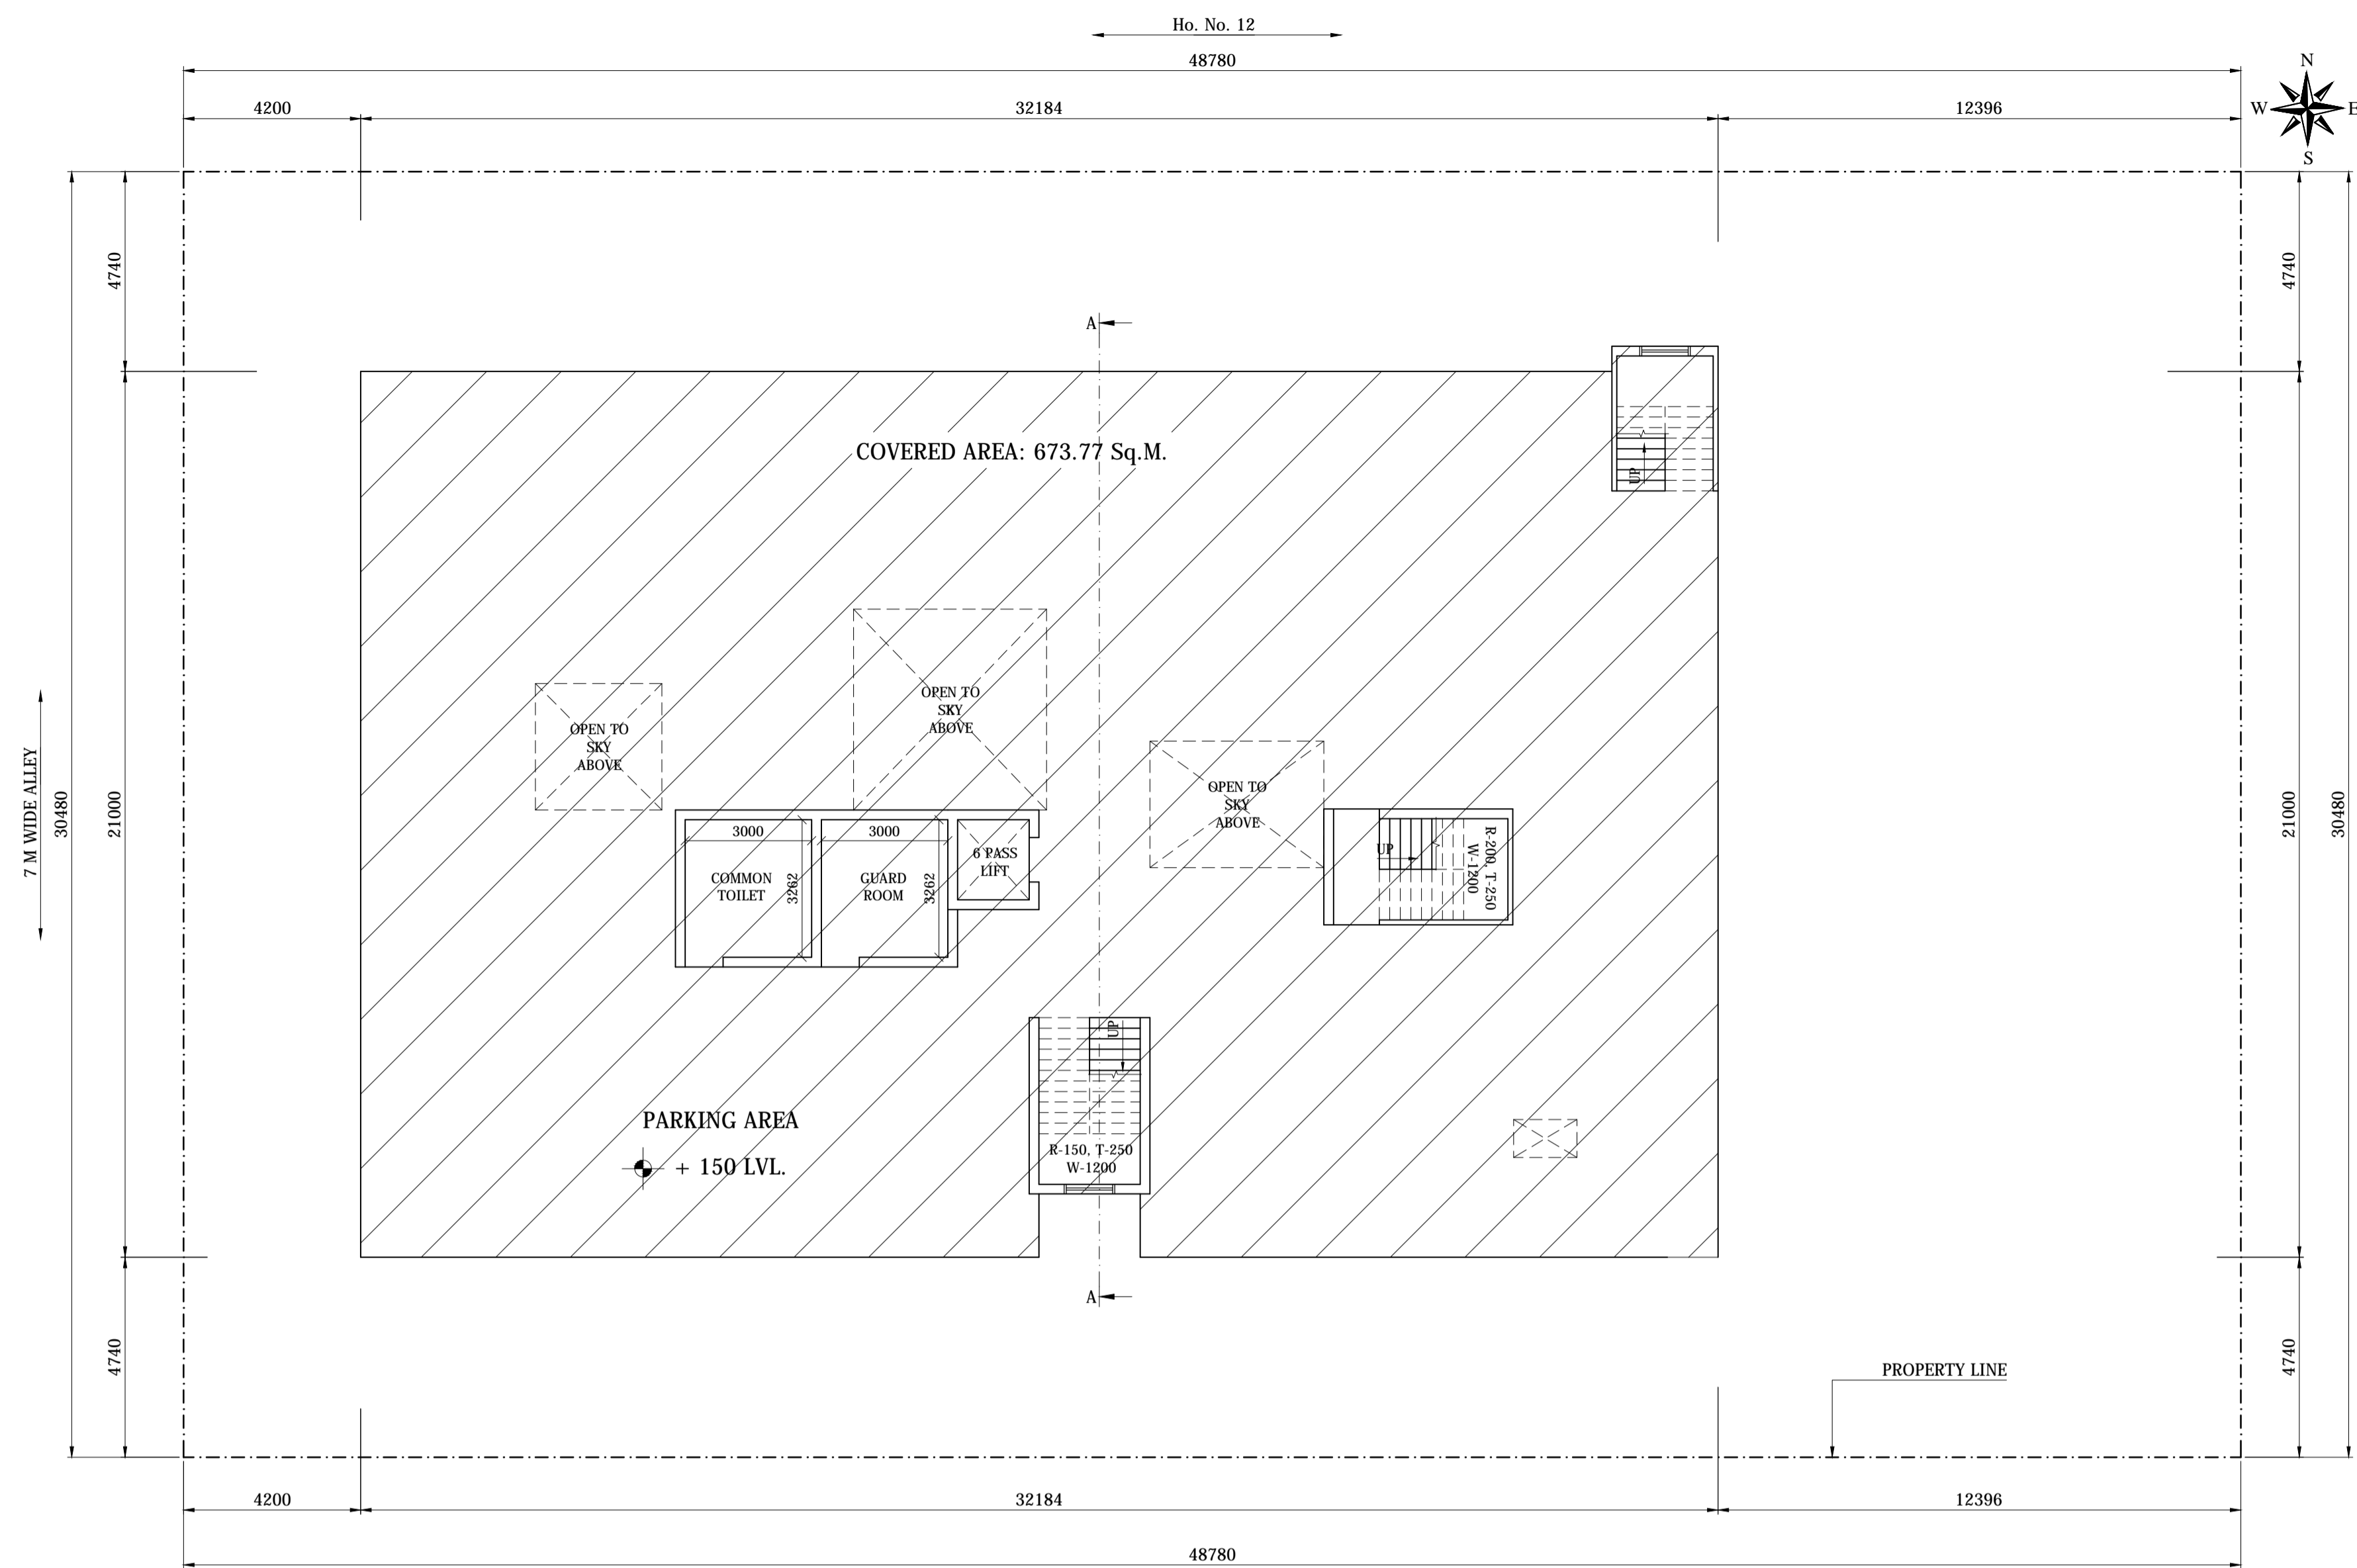 Ho. No. 12
48780
4200
32184
12396
N
W
E
S
4740
4740
A
COVERED AREA: 673.77 Sq.M.
UP
OPEN TO
SKY
ABOVE
OPEN TO
SKY
ABOVE
OPEN TO
SKY
ABOVE
7 M WIDE ALLEY
30480
21000
3000
3000
COMMON
TOILET
3262
GUARD
ROOM
3262
6 PASS
LIFT
UP
R-200, T-250
W-1200
21000
30480
UP
PARKING AREA
+ 150 LVL.
R-150, T-250
W-1200
A
4740
4740
PROPERTY LINE
4200
32184
12396
48780